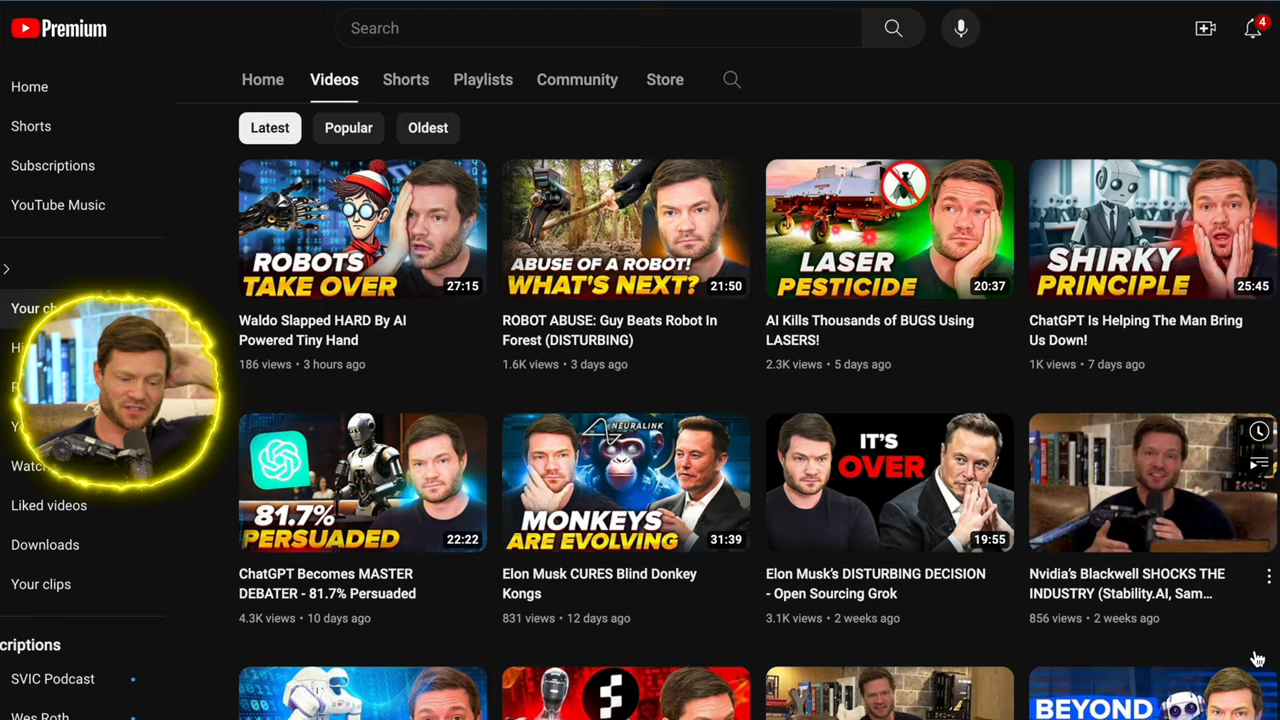 Premium
Search
4
Home
Videos
Shorts
Playlists
Community
Store
Latest
Popular
Oldest
Home
Shorts
Subscriptions
YouTube Music
Your ch
Hi
Watc
Liked videos
Downloads
Your clips
criptions
SVIC Podcast
Wes Roth
ROBOTS
TAKE OVER
27:15
Waldo Slapped HARD By AI
Powered Tiny Hand
186 views • 3 hours ago
ABUSE OF A ROBOT!
WHAT'S NEXT?
21:50
ROBOT ABUSE: Guy Beats Robot In
Forest (DISTURBING)
1.6K views • 3 days ago
LASER
PESTICIDE
20:37
AI Kills Thousands of BUGS Using
LASERS!
2.3K views • 5 days ago
SHIRKY
PRINCIPLE
25:45
ChatGPT Is Helping The Man Bring
Us Down!
1K views • 7 days ago
81.7%
PERSUADED
22:22
ChatGPT Becomes MASTER
DEBATER - 81.7% Persuaded
4.3K views • 10 days ago
NEURALINK
MONKEYS
ARE EVOLVING
31:39
Elon Musk CURES Blind Donkey
Kongs
831 views • 12 days ago
IT'S
OVER
19:55
Elon Musk's DISTURBING DECISION
- Open Sourcing Grok
3.1K views • 2 weeks ago
Nvidia's Blackwell SHOCKS THE
INDUSTRY (Stability.AI, Sam...
856 views • 2 weeks ago
BEYOND